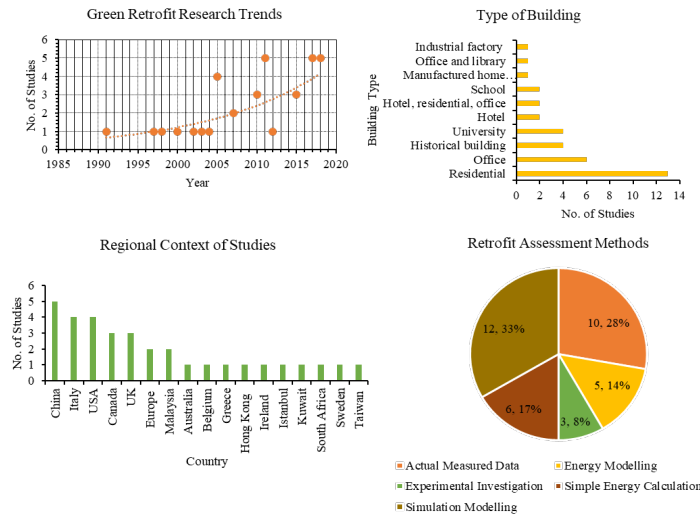 Green Retrofit Research Trends
No. of Studies
6
5
4
3
2
1
0
1985 1990 1995 2000 2005 2010 2015 2020
Year
Type of Building
Building Type
Industrial factory
Office and library
Manufactured home...
School
Hotel, residential, office
Hotel
University
Historical building
Office
Residential
0 2 4 6 8 10 12 14
No. of Studies
Regional Context of Studies
No. of Studies
6
5
4
3
2
1
0
China
Italy
USA
Canada
UK
Europe
Malaysia
Australia
Belgium
Greece
Hong Kong
Ireland
Istanbul
Kuwait
South Africa
Sweden
Taiwan
Country
Retrofit Assessment Methods
12, 33%
10, 28%
5, 14%
6, 17%
3, 8%
Actual Measured Data
Energy Modelling
Experimental Investigation
Simple Energy Calculation
Simulation Modelling